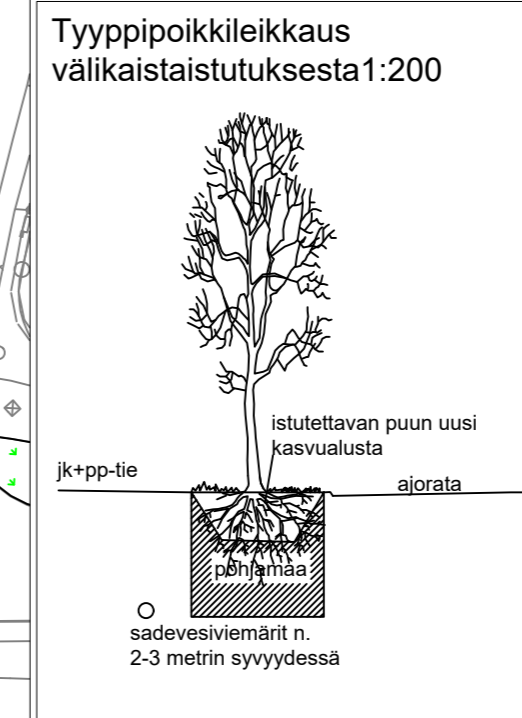 Tyyppipoikkileikkaus
välikaistaistutuksesta1:200
istutettavan puun uusi
kasvualusta
jk+pp-tie
ajorata
pohjamaa
sadevesiviemärit n.
2-3 metrin syvyydessä